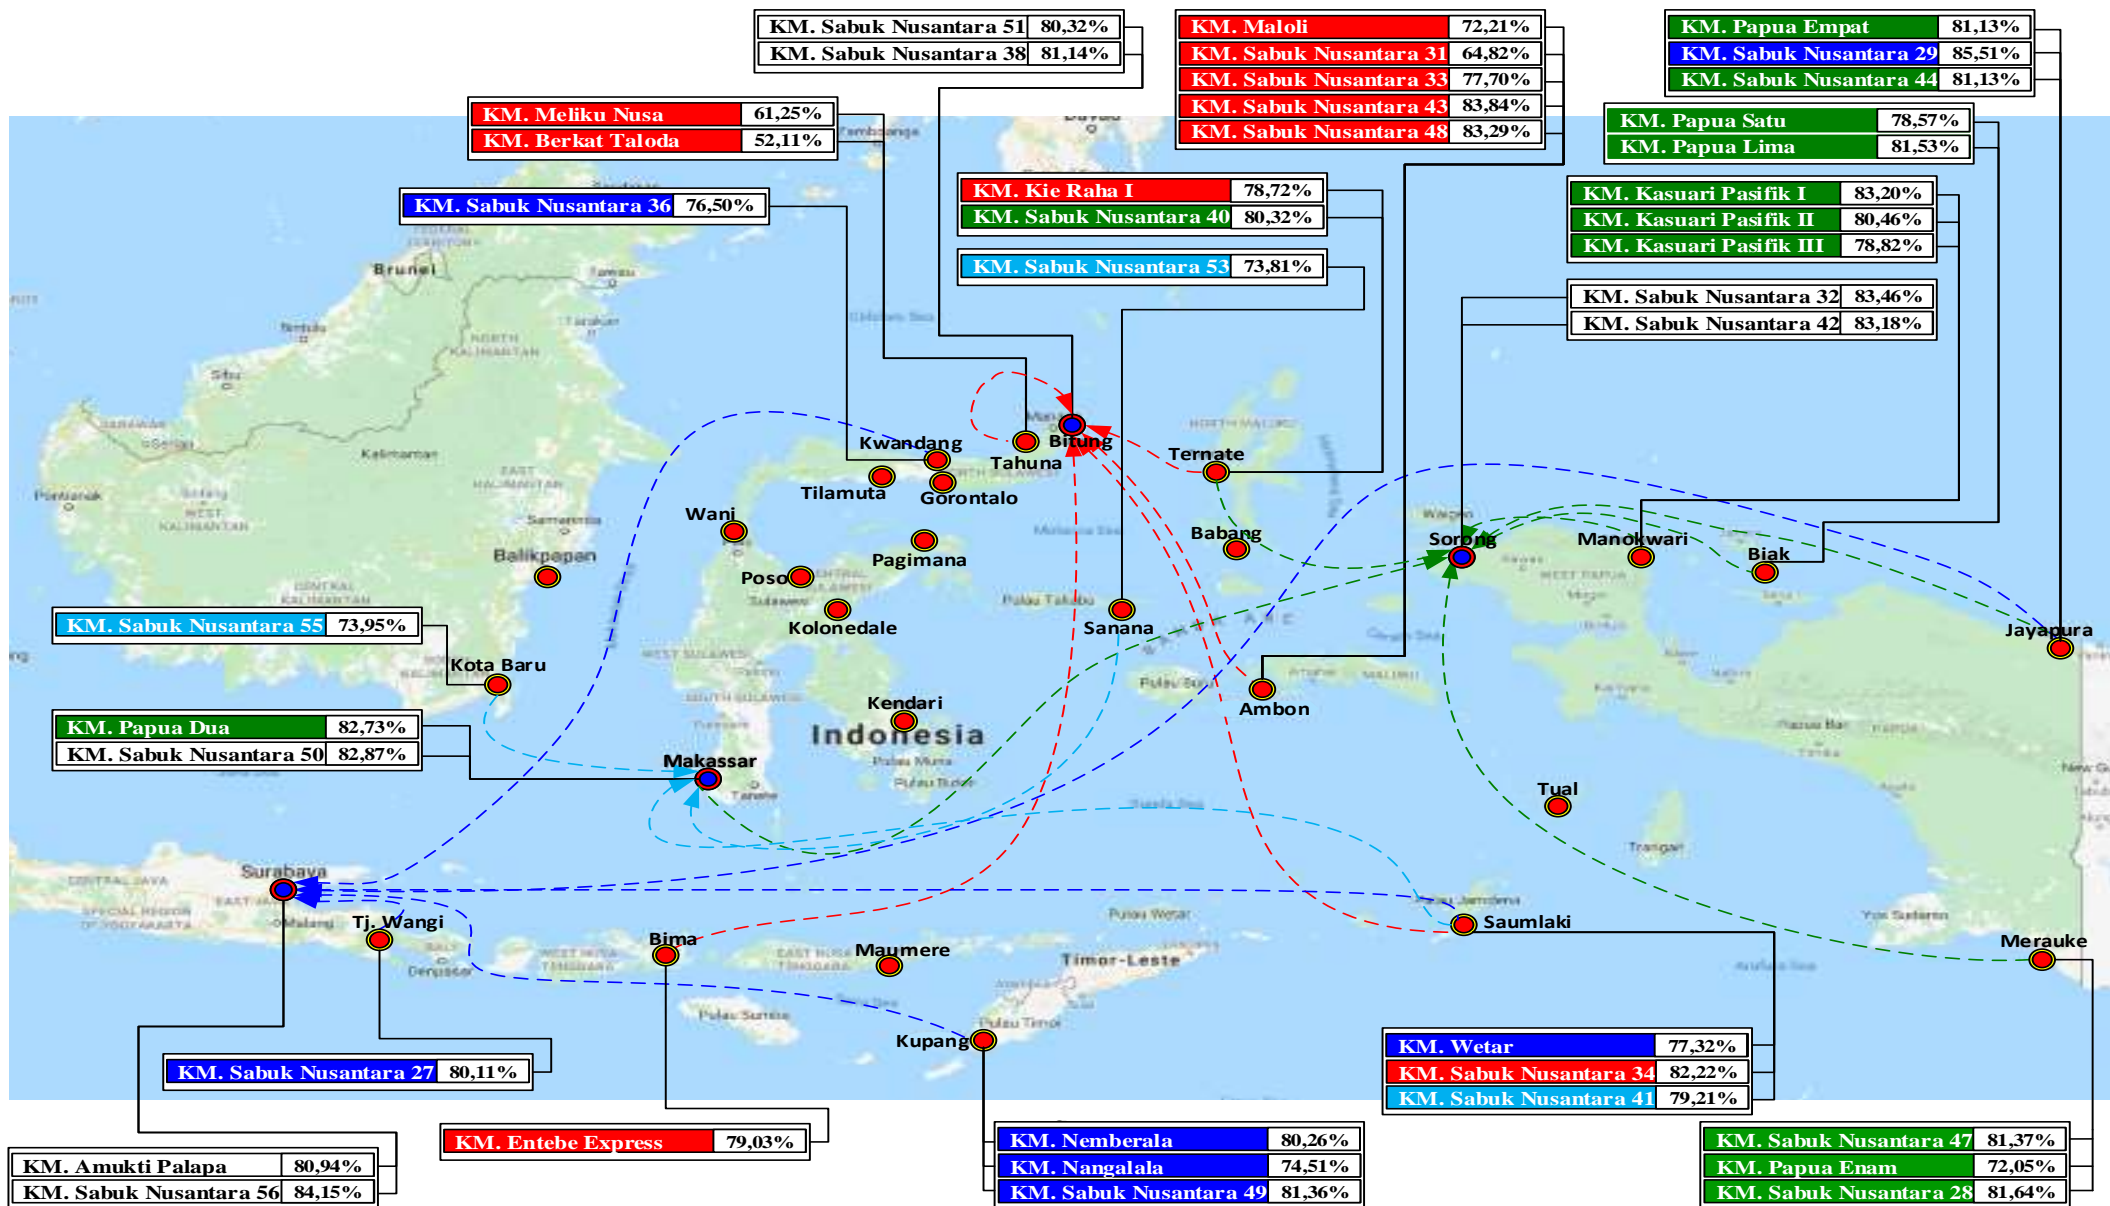 KM. Sabuk Nusantara 51 80,32%
KM. Sabuk Nusantara 38 81,14%
KM. Maloli 72,21%
KM. Sabuk Nusantara 31 64,82%
KM. Sabuk Nusantara 33 77,70%
KM. Sabuk Nusantara 43 83,84%
KM. Sabuk Nusantara 48 83,29%
KM. Papua Empat 81,13%
KM. Sabuk Nusantara 29 85,51%
KM. Sabuk Nusantara 44 81,13%
KM. Meliku Nusa 61,25%
KM. Berkat Taloda 52,11%
KM. Papua Satu 78,57%
KM. Papua Lima 81,53%
KM. Sabuk Nusantara 36 76,50%
KM. Kie Raha I 78,72%
KM. Sabuk Nusantara 40 80,32%
KM. Kasuari Pasifik I 83,20%
KM. Kasuari Pasifik II 80,46%
KM. Kasuari Pasifik III 78,82%
KM. Sabuk Nusantara 53 73,81%
KM. Sabuk Nusantara 32 83,46%
KM. Sabuk Nusantara 42 83,18%
Brunei
Kwandang
Tahuna
Bitung
Ternate
Tilamuta
Gorontalo
Wani
Pagimana
Babang
Sorong
Manokwari
Biak
Balikpapan
Poso
Kolonedale
Sanana
Jayapura
KM. Sabuk Nusantara 55 73,95%
Kota Baru
Kendari
Ambon
Indonesia
KM. Papua Dua 82,73%
KM. Sabuk Nusantara 50 82,87%
Makassar
Tual
Surabaya
Tj. Wangi
Bima
Maumere
Timor-Leste
Saumlaki
Merauke
Kupang
KM. Sabuk Nusantara 27 80,11%
KM. Wetar 77,32%
KM. Sabuk Nusantara 34 82,22%
KM. Sabuk Nusantara 41 79,21%
KM. Entebe Express 79,03%
KM. Nemberala 80,26%
KM. Nangalala 74,51%
KM. Sabuk Nusantara 49 81,36%
KM. Sabuk Nusantara 47 81,37%
KM. Papua Enam 72,05%
KM. Sabuk Nusantara 28 81,64%
KM. Amukti Palapa 80,94%
KM. Sabuk Nusantara 56 84,15%